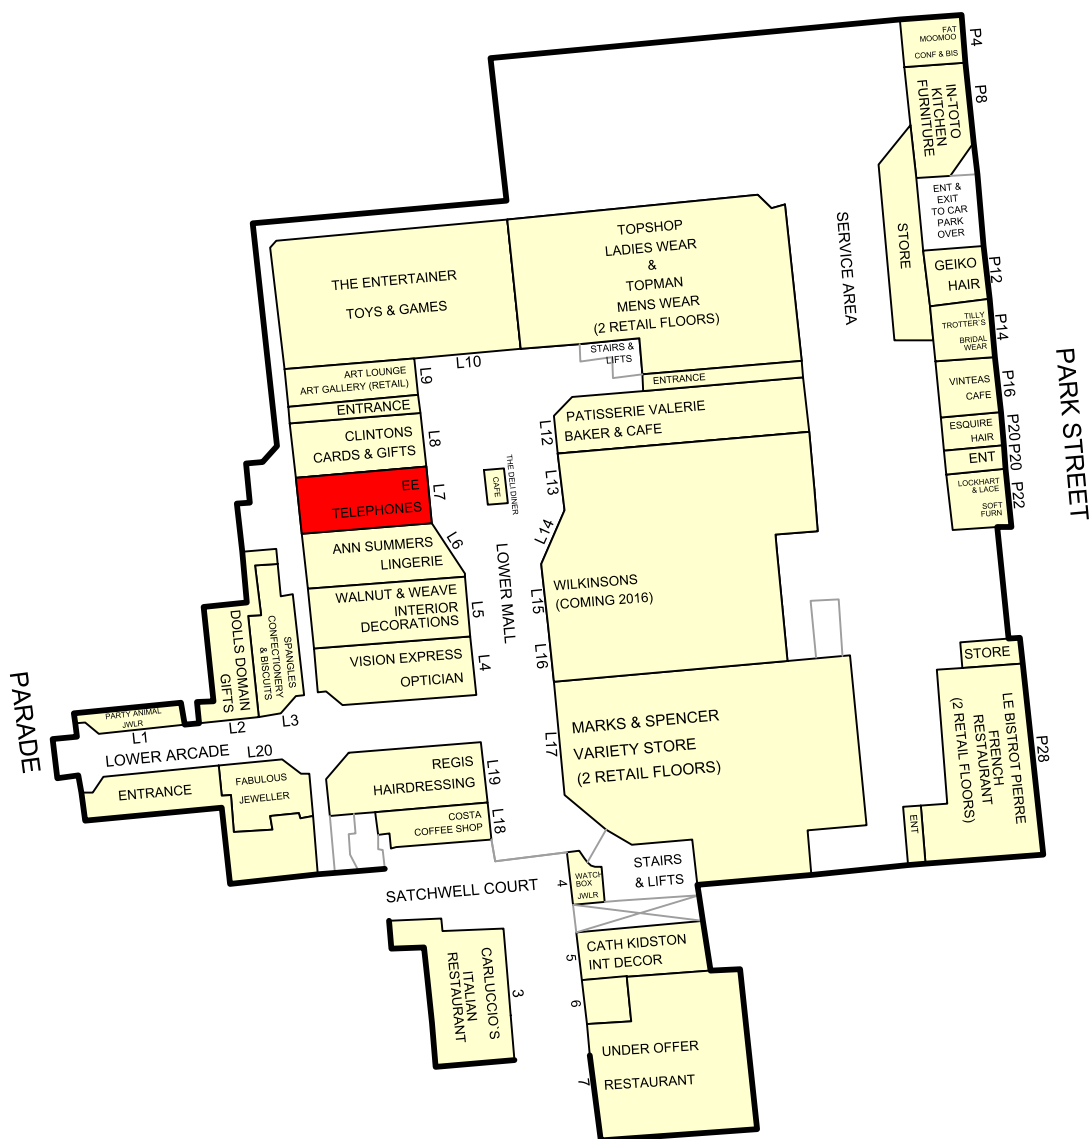 FAT
MOOMOO
CONF & BIS
P4
IN-TOTO
KITCHEN
FURNITURE
P8
ENT &
EXIT
TO CAR
PARK
OVER
STORE
SERVICE AREA
GEIKO
HAIR
P12
TILLY
TROTTER`S
BRIDAL
WEAR
P14
VINTEAS
CAFE
P16
ESQUIRE
HAIR
P20
ENT
P20
LOCKHART
& LACE
SOFT
FURN
P22
PARK STREET
TOPSHOP
LADIES WEAR
&
TOPMAN
MENS WEAR
(2 RETAIL FLOORS)
THE ENTERTAINER
TOYS & GAMES
STAIRS &
LIFTS
ENTRANCE
L10
ART LOUNGE
ART GALLERY (RETAIL)
L9
ENTRANCE
CLINTONS
CARDS & GIFTS
L8
PATISSERIE VALERIE
BAKER & CAFE
L12
EE
TELEPHONES
L7
CAFE
THE DELI DINER
L13
L14
ANN SUMMERS
LINGERIE
L6
LOWER MALL
WILKINSONS
(COMING 2016)
L15
L16
WALNUT & WEAVE
INTERIOR
DECORATIONS
L5
VISION EXPRESS
OPTICIAN
L4
SPANGLES
CONFECTIONERY
& BISCUITS
L3
DOLLS DOMAIN
GIFTS
L2
PARTY ANIMAL
JWLR
L1
PARADE
LOWER ARCADE
L20
ENTRANCE
FABULOUS
JEWELLER
REGIS
HAIRDRESSING
L19
COSTA
COFFEE SHOP
L18
MARKS & SPENCER
VARIETY STORE
(2 RETAIL FLOORS)
L17
STORE
LE BISTROT PIERRE
FRENCH
RESTAURANT
(2 RETAIL FLOORS)
P28
ENT
STAIRS
& LIFTS
WATCH
BOX
JWLR
4
SATCHWELL COURT
CATH KIDSTON
INT DECOR
5
6
CARLUCCIO`S
ITALIAN
RESTAURANT
3
UNDER OFFER
RESTAURANT
7